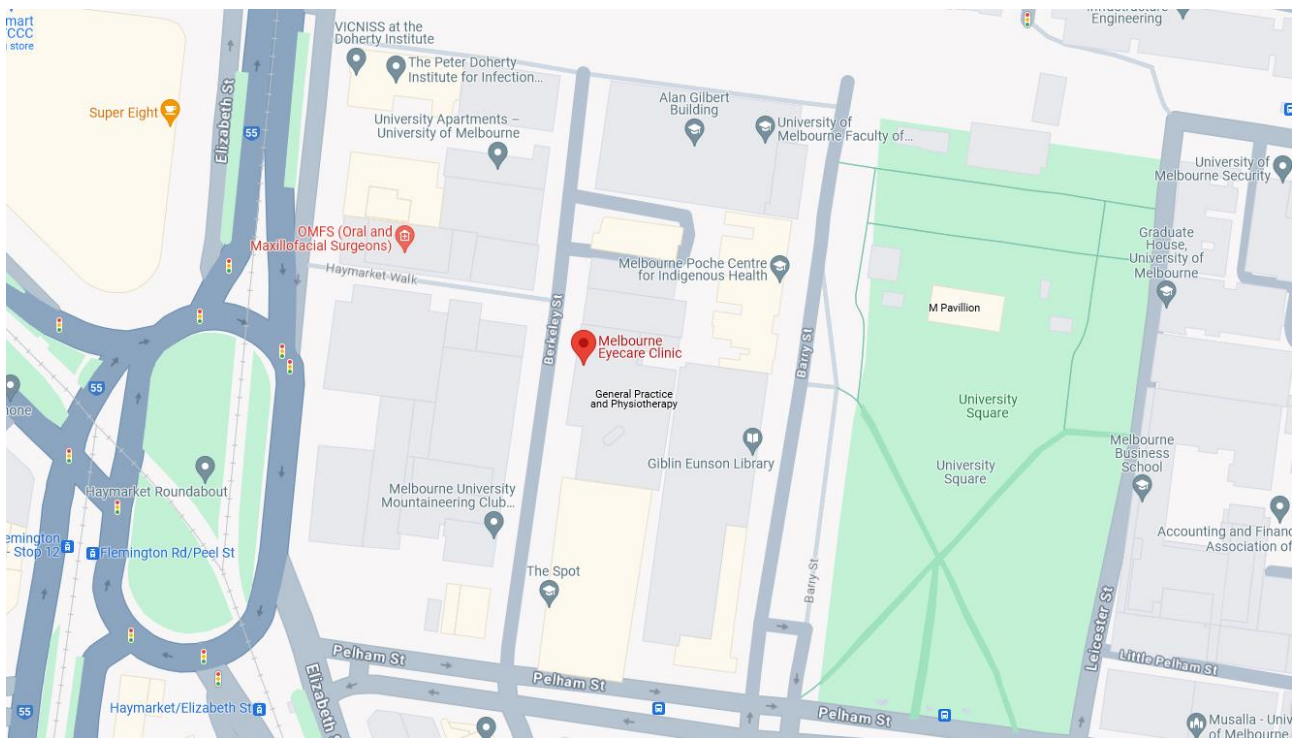 mart
/CCC
store
Super Eight
Elizabeth St
55
VICNISS at the
Doherty Institute
The Peter Doherty
Institute for Infection...
University Apartments –
University of Melbourne
Alan Gilbert
Building
University of
Melbourne Faculty of...
Engineering
University of
Melbourne Security
OMFS (Oral and
Maxillofacial Surgeons)
Haymarket Walk
Melbourne Poche Centre
for Indigenous Health
Graduate
House,
University of
Melbourne
M Pavillion
Berkeley St
Barry St
Melbourne
Eyecare Clinic
General Practice
and Physiotherapy
55
hone
University
Square
University
Square
Melbourne
Business
School
Giblin Eunson Library
Haymarket Roundabout
Melbourne University
Mountaineering Club...
Accounting and Financ
Association of
emington
- Stop 12
Flemington Rd/Peel St
The Spot
Barry St
Leicester St
Pelham St
Little Pelham St
Elizabeth S
Pelham St
Pelham St
55
Haymarket/Elizabeth St
Musalla - Univ
of Melbourne